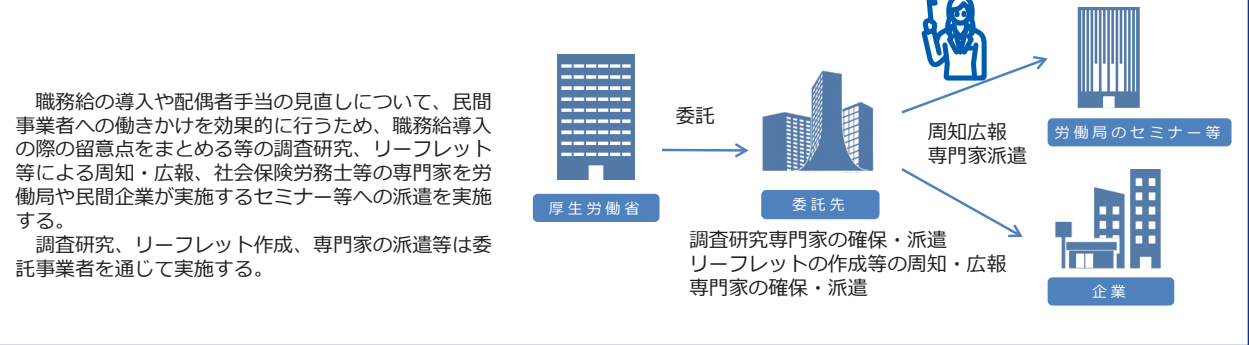 職務給の導入や配偶者手当の見直しについて、民間
事業者への働きかけを効果的に行うため、職務給導入
の際の留意点をまとめる等の調査研究、リーフレット
等による周知・広報、社会保険労務士等の専門家を労
働局や民間企業が実施するセミナー等への派遣を実施
する。
調査研究、リーフレット作成、専門家の派遣等は委
託事業者を通じて実施する。
厚生労働省
委託
委託先
調査研究専門家の確保・派遣
リーフレットの作成等の周知・広報
専門家の確保・派遣
周知広報
専門家派遣
労働局のセミナー等
企業